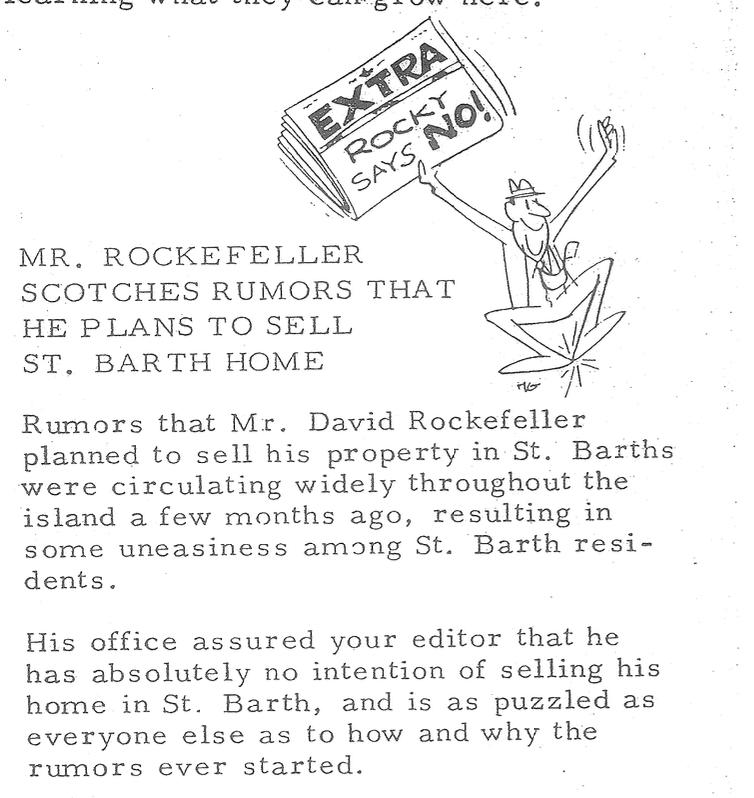 learning what they can grow here.
EXTRA
ROCKY
SAYS NO!
HG
MR. ROCKEFELLER
SCOTCHES RUMORS THAT
HE PLANS TO SELL
ST. BARTH HOME
Rumors that Mr. David Rockefeller
planned to sell his property in St. Barths
were circulating widely throughout the
island a few months ago, resulting in
some uneasiness among St. Barth resi-
dents.
His office assured your editor that he
has absolutely no intention of selling his
home in St. Barth, and is as puzzled as
everyone else as to how and why the
rumors ever started.